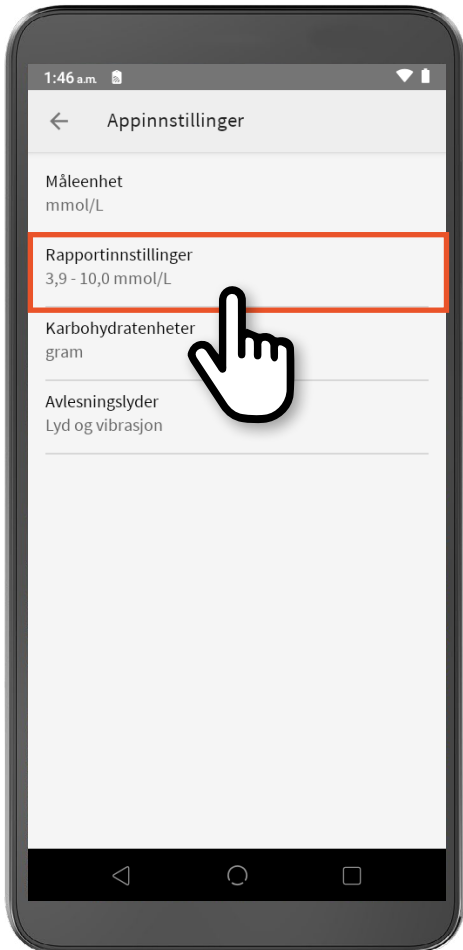 1:46 a.m.
Appinnstillinger
Måleenhet
mmol/L
Rapportinnstillinger
3,9 - 10,0 mmol/L
Karbohydratenheter
gram
Avlesningslyder
Lyd og vibrasjon